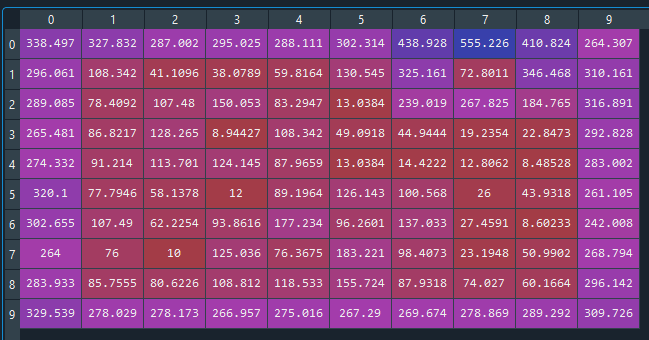 0 1 2 3 4 5 6 7 8 9
0 338.497 327.832 287.002 295.025 288.111 302.314 438.928 555.226 410.824 264.307
1 296.061 108.342 41.1096 38.0789 59.8164 130.545 325.161 72.8011 346.468 310.161
2 289.085 78.4092 107.48 150.053 83.2947 13.0384 239.019 267.825 184.765 316.891
3 265.481 86.8217 128.265 8.94427 108.342 49.0918 44.9444 19.2354 22.8473 292.828
4 274.332 91.214 113.701 124.145 87.9659 13.0384 14.4222 12.8062 8.48528 283.002
5 320.1 77.7946 58.1378 12 89.1964 126.143 100.568 26 43.9318 261.105
6 302.655 107.49 62.2254 93.8616 177.234 96.2601 137.033 27.4591 8.60233 242.008
7 264 76 10 125.036 76.3675 183.221 98.4073 23.1948 50.9902 268.794
8 283.933 85.7555 80.6226 108.812 118.533 155.724 87.9318 74.027 60.1664 296.142
9 329.539 278.029 278.173 266.957 275.016 267.29 269.674 278.869 289.292 309.726